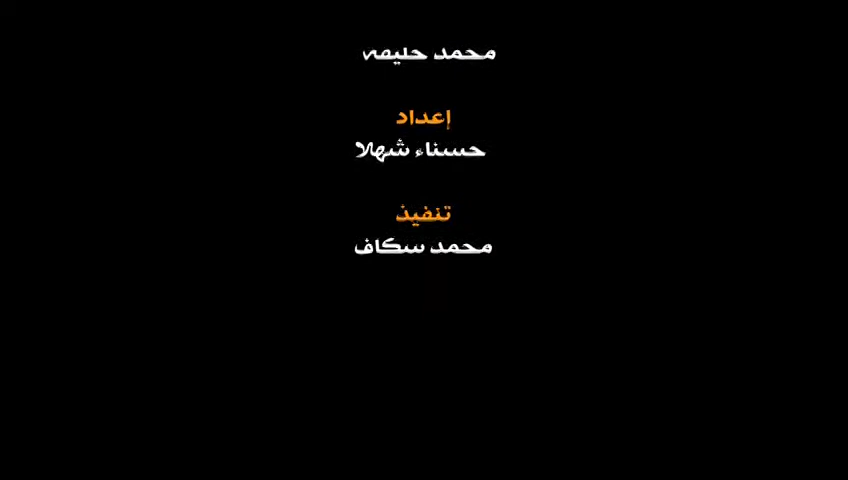 محمد حليمه
إعداد
حسناء شهلا
تنفيذ
محمد سكاف